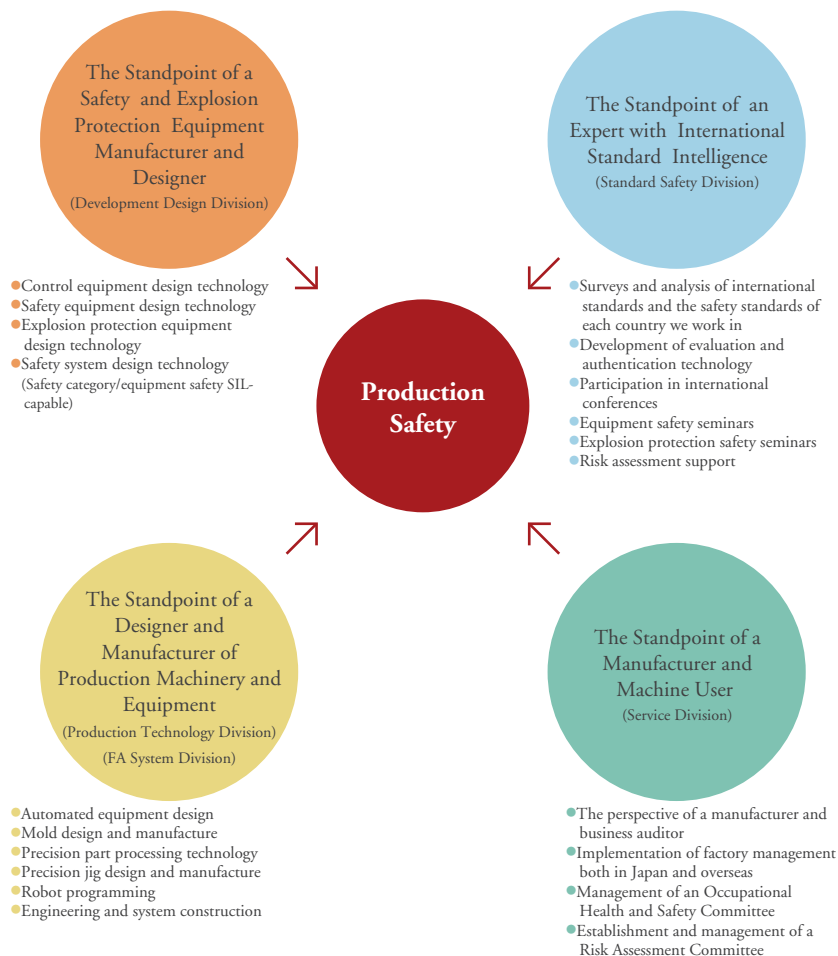 The Standpoint of a
Safety and Explosion
Protection Equipment
Manufacturer and
Designer
(Development Design Division)
●Control equipment design technology
●Safety equipment design technology
●Explosion protection equipment
design technology
●Safety system design technology
(Safety category/equipment safety SIL-
capable)
The Standpoint of an
Expert with International
Standard Intelligence
(Standard Safety Division)
●Surveys and analysis of international
standards and the safety standards of
each country we work in
●Development of evaluation and
authentication technology
●Participation in international
conferences
●Equipment safety seminars
●Explosion protection safety seminars
●Risk assessment support
Production
Safety
The Standpoint of a
Designer and
Manufacturer of
Production Machinery and
Equipment
(Production Technology Division)
(FA System Division)
●Automated equipment design
●Mold design and manufacture
●Precision part processing technology
●Precision jig design and manufacture
●Robot programming
●Engineering and system construction
The Standpoint of a
Manufacturer and
Machine User
(Service Division)
●The perspective of a manufacturer and
business auditor
●Implementation of factory management
both in Japan and overseas
●Management of an Occupational
Health and Safety Committee
●Establishment and management of a
Risk Assessment Committee